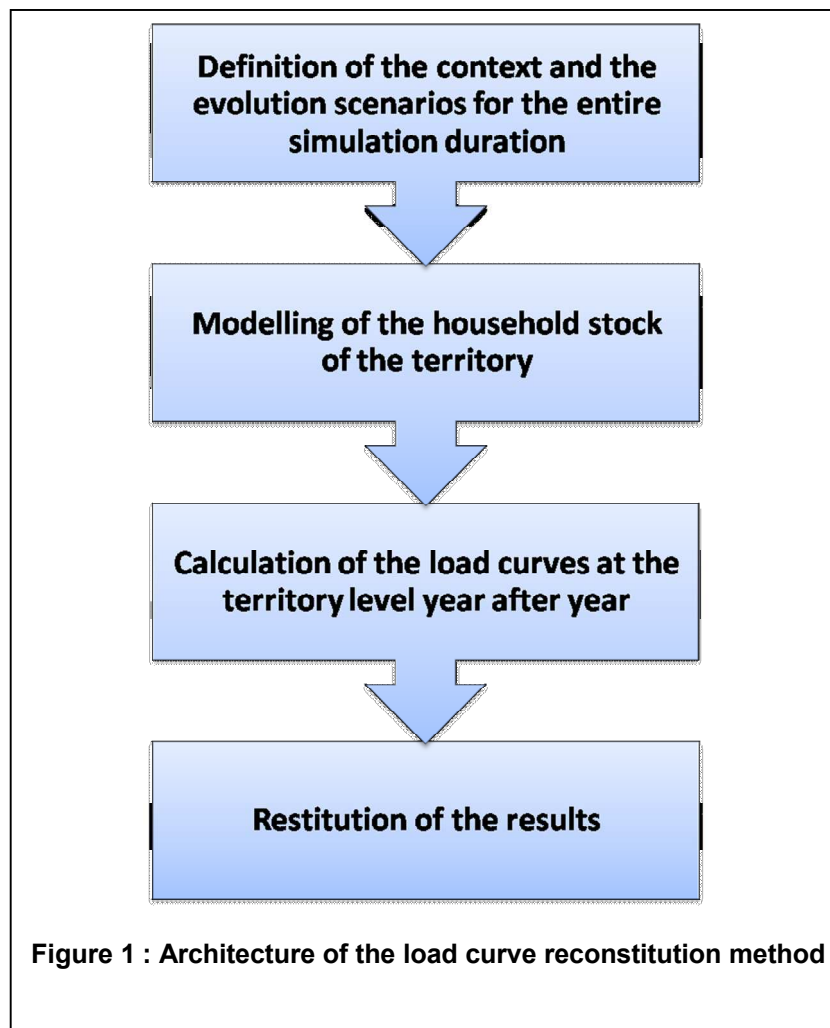 Definition of the context and the
evolution scenarios for the entire
simulation duration
Modelling of the household stock
of the territory
Calculation of the load curves at the
territory level year after year
Restitution of the results
Figure 1 : Architecture of the load curve reconstitution method